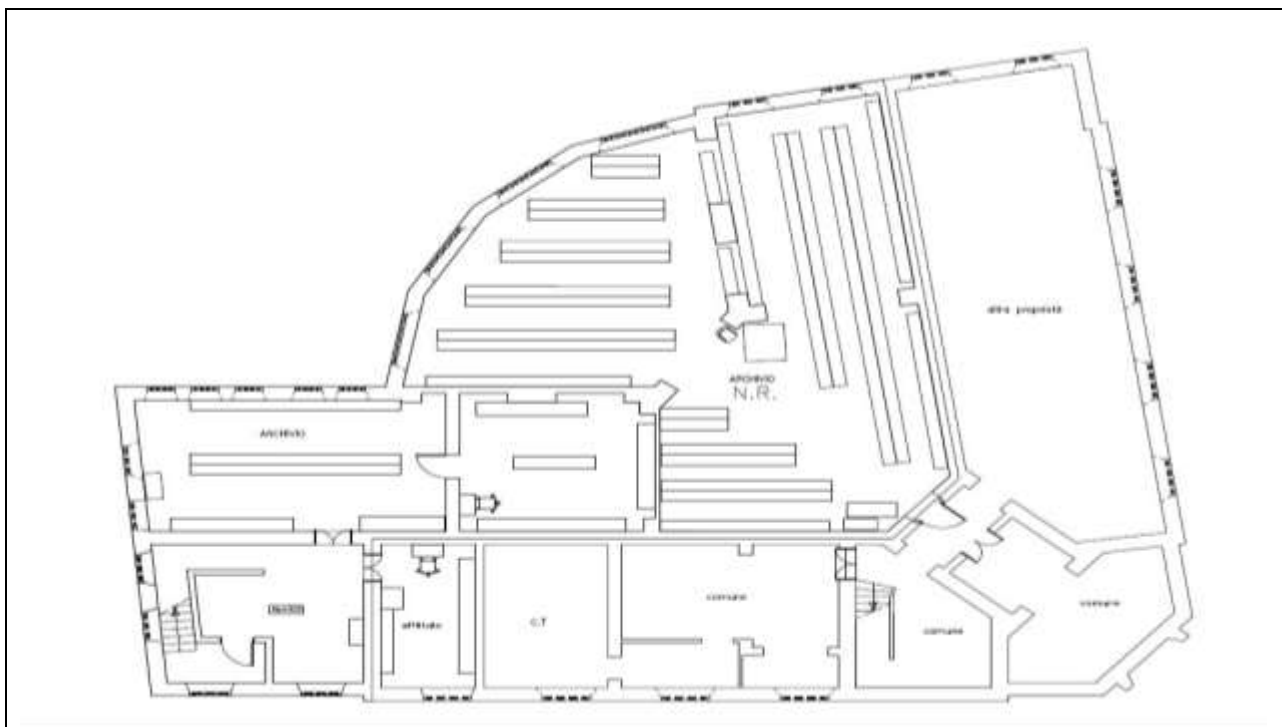 altra proprietà
ARCHIVIO
N.R.
ARCHIVIO
comune
comune
affittato
C.T
comune